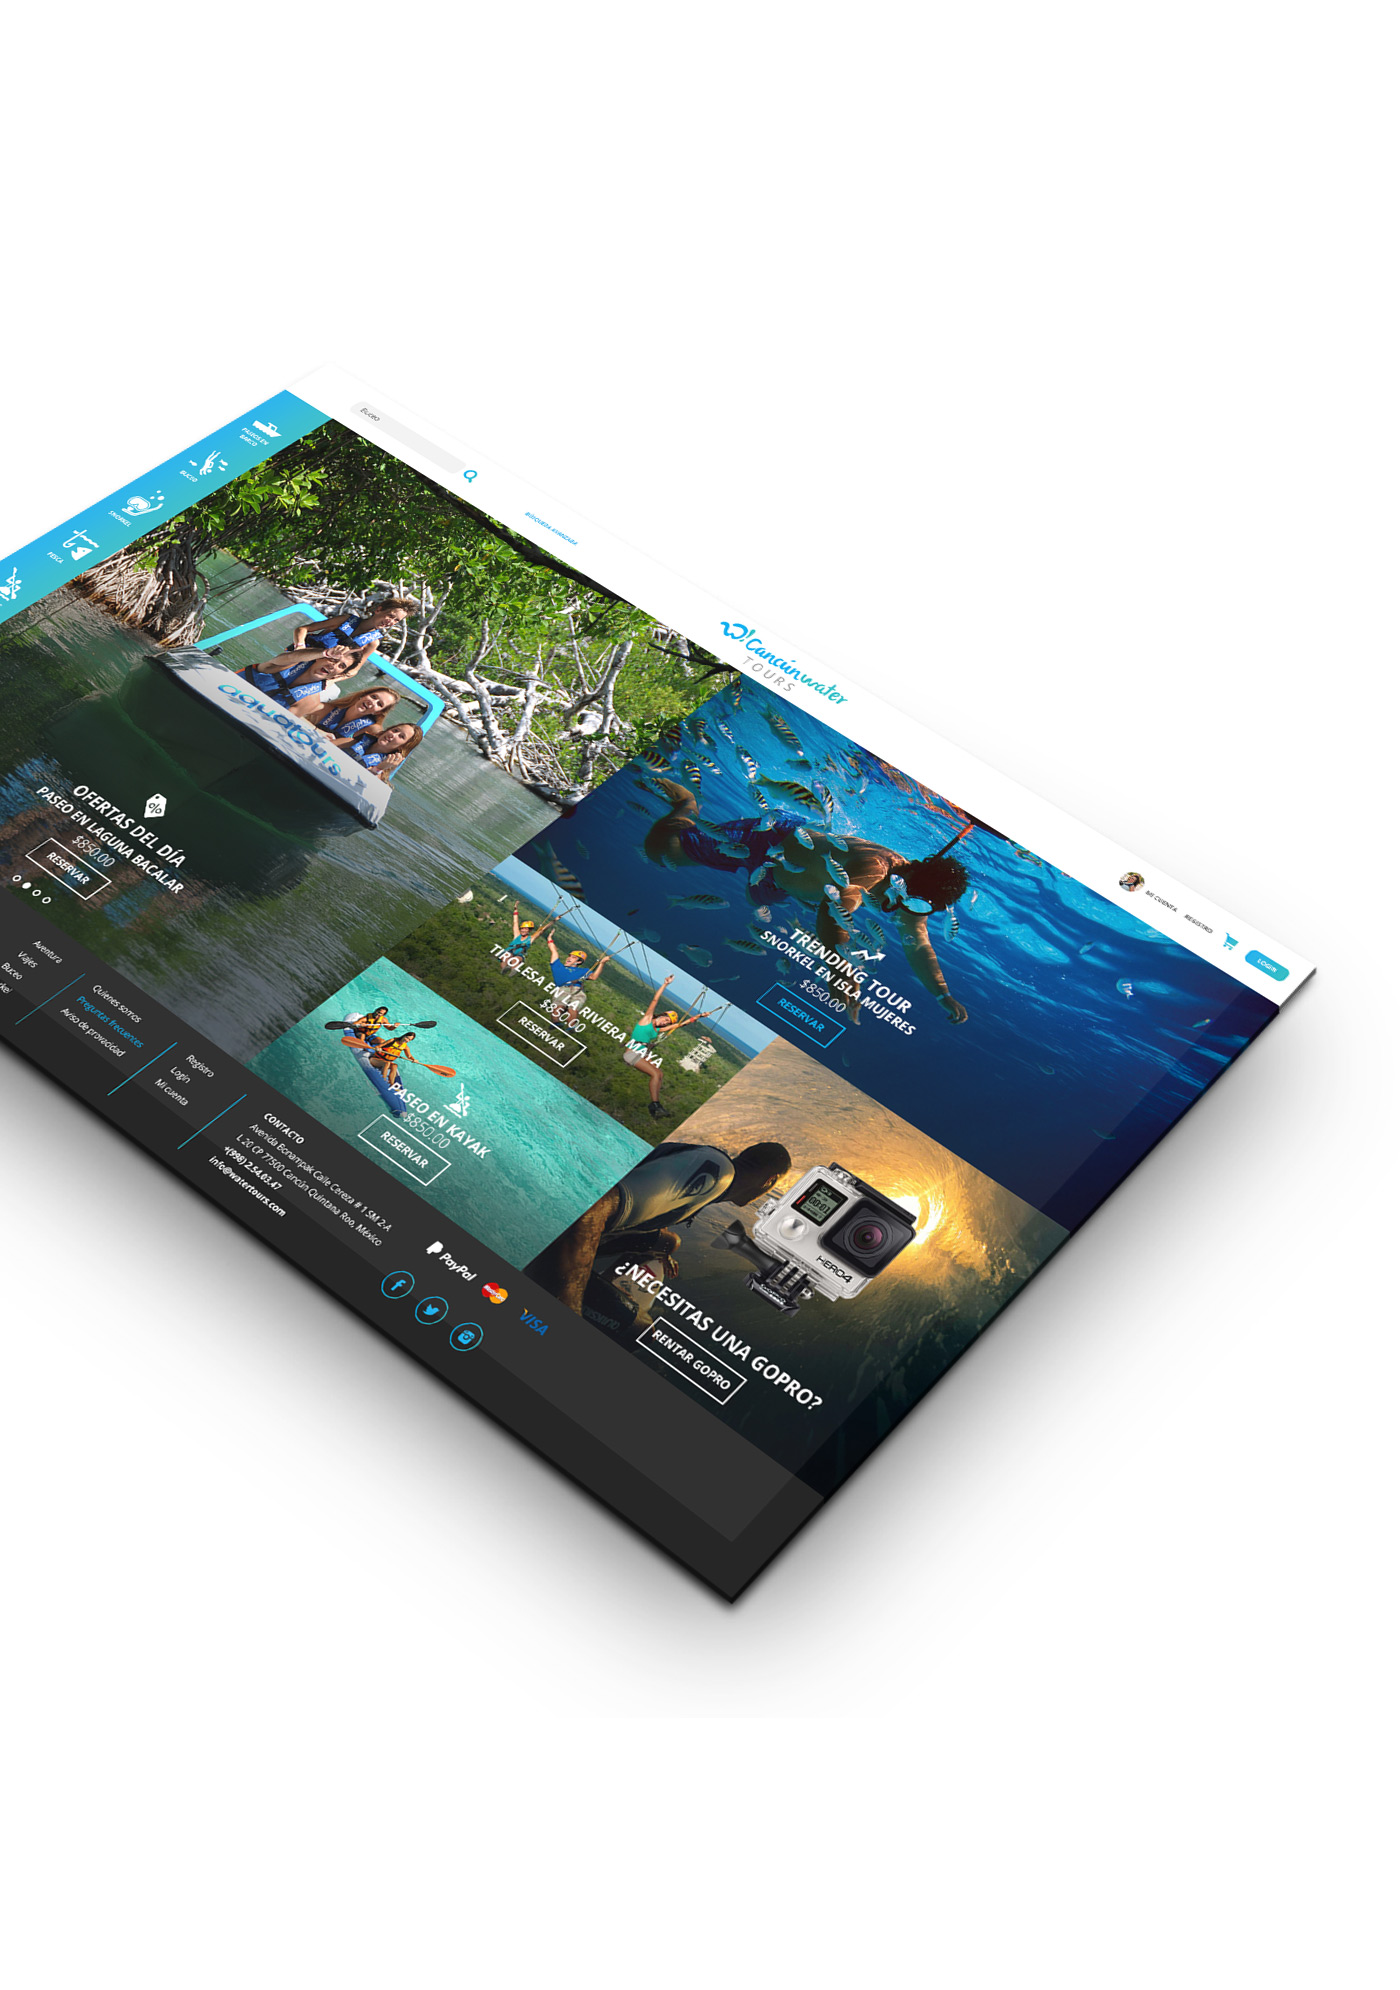 Buceo
BÚSQUEDA AVANZADA
W! Cancúnwater
TOURS
MI CUENTA
REGISTRO
LOGIN
PASEOS EN
BARCO
BUCEO
SNORKEL
PESCA
aquatours
OFERTAS DEL DÍA
PASEO EN LAGUNA BACALAR
$850.00
RESERVAR
TRENDING TOUR
SNORKEL EN ISLA MUJERES
$850.00
RESERVAR
TIROLESA EN LA RIVIERA MAYA
$850.00
RESERVAR
PASEO EN KAYAK
$850.00
RESERVAR
HERO4
¿NECESITAS UNA GOPRO?
RENTAR GOPRO
Aventura
Viajes
Buceo
Quienes somos
Preguntas frecuentes
Aviso de provacidad
Registro
Login
Mi cuenta
CONTACTO
Avenida Bonampak Calle Cereza # 1 SM 2-A
L 20 CP 77500 Cancún Quintana Roo, México
+(998) 2.54.03.47
info@watertours.com
PayPal
MasterCard
VISA